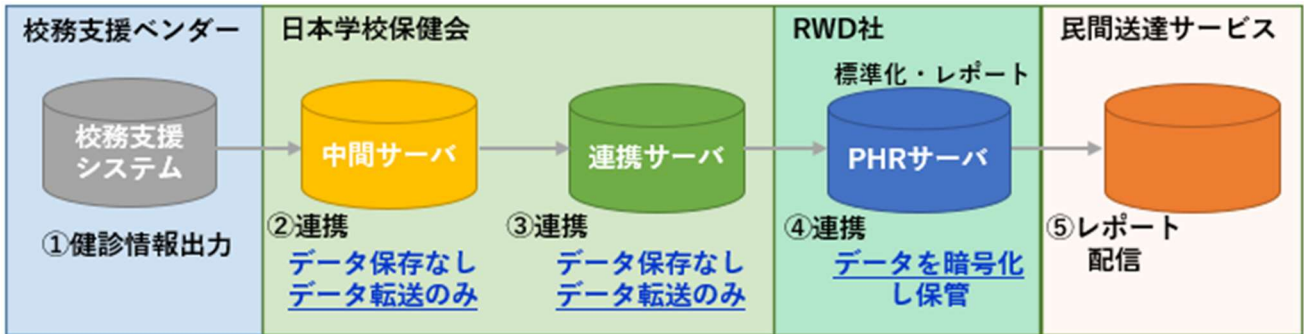 校務支援ベンダー
校務支援
システム
①健診情報出力
日本学校保健会
中間サーバ
②連携
データ保存なし
データ転送のみ
連携サーバ
③連携
データ保存なし
データ転送のみ
RWD社
標準化・レポート
PHRサーバ
④連携
データを暗号化
し保管
民間送達サービス
⑤レポート
配信